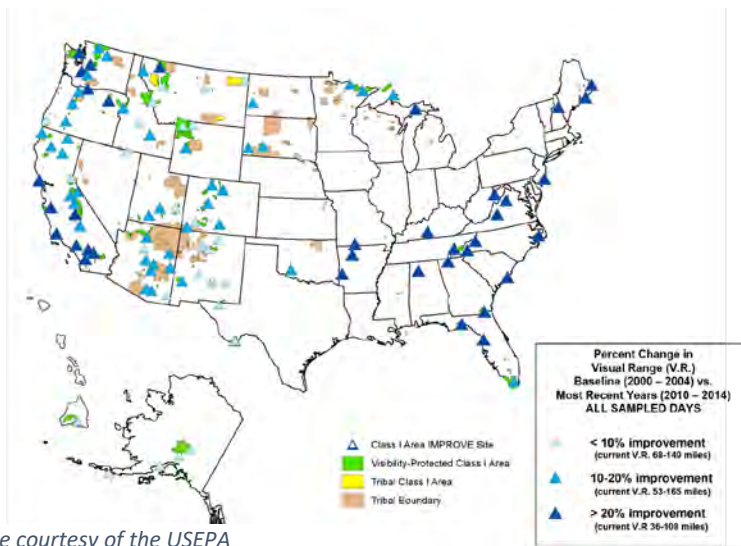 Class I Area IMPROVE Site
Visibility-Protected Class I Area
Tribal Class I Area
Tribal Boundary
Percent Change in
Visual Range (V.R.)
Baseline (2000 – 2004) vs.
Most Recent Years (2010 – 2014)
ALL SAMPLED DAYS
< 10% improvement
(current V.R. 68-149 miles)
10-20% improvement
(current V.R. 53-165 miles)
> 20% improvement
(current V.R 36-108 miles)
e courtesy of the USEPA